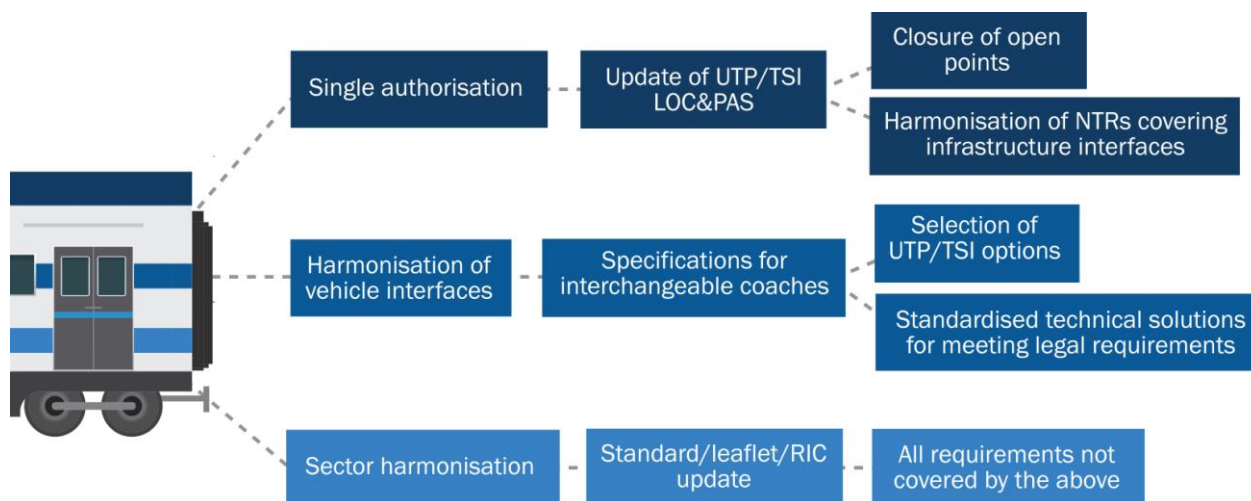 Single authorisation
Update of UTP/TSI
LOC&PAS
Closure of open
points
Harmonisation of NTRs covering
infrastructure interfaces
Harmonisation of
vehicle interfaces
Specifications for
interchangeable coaches
Selection of
UTP/TSI options
Standardised technical solutions
for meeting legal requirements
Sector harmonisation
Standard/leaflet/RIC
update
All requirements not
covered by the above